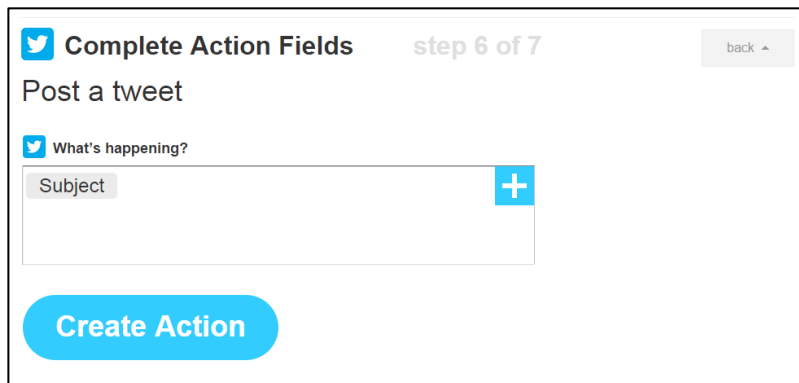 Complete Action Fields step 6 of 7 back
Post a tweet
What's happening?
Subject
Create Action